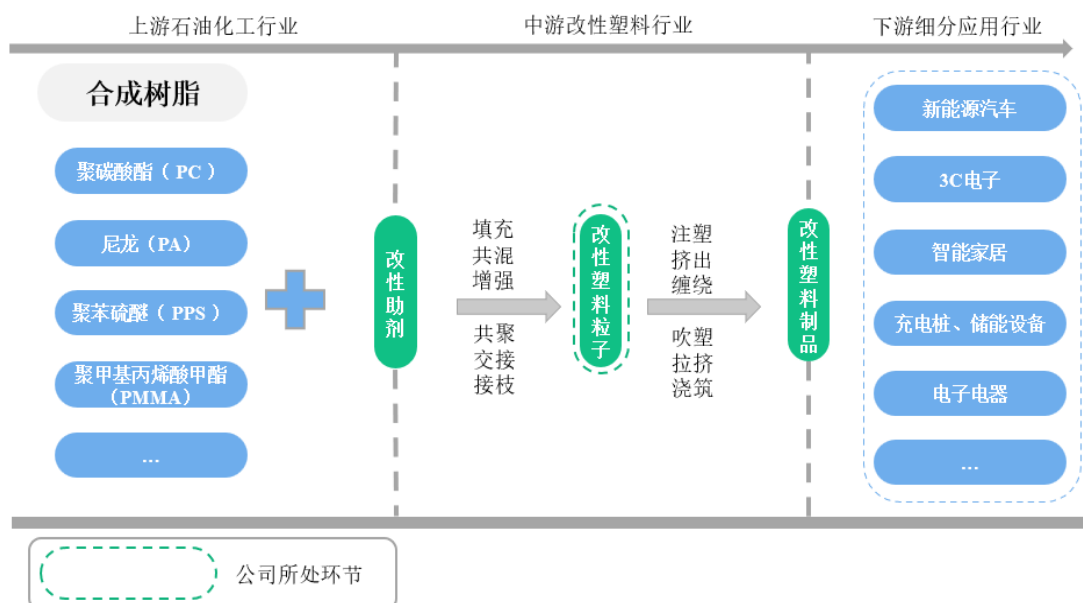 上游石油化工行业
中游改性塑料行业
下游细分应用行业
合成树脂
聚碳酸酯（PC）
尼龙（PA）
聚苯硫醚（PPS）
聚甲基丙烯酸甲酯
（PMMA）
...
改性助剂
填充
共混
增强
共聚
交接
接枝
改性塑料粒子
注塑
挤出
缠绕
吹塑
拉挤
浇筑
改性塑料制品
新能源汽车
3C电子
智能家居
充电桩、储能设备
电子电器
...
公司所处环节